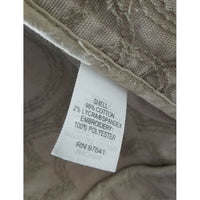 SHELL:
98% COTTON
2% LYCRA®SPANDEX
EMBROIDERY:
100% POLYESTER
RN 97641